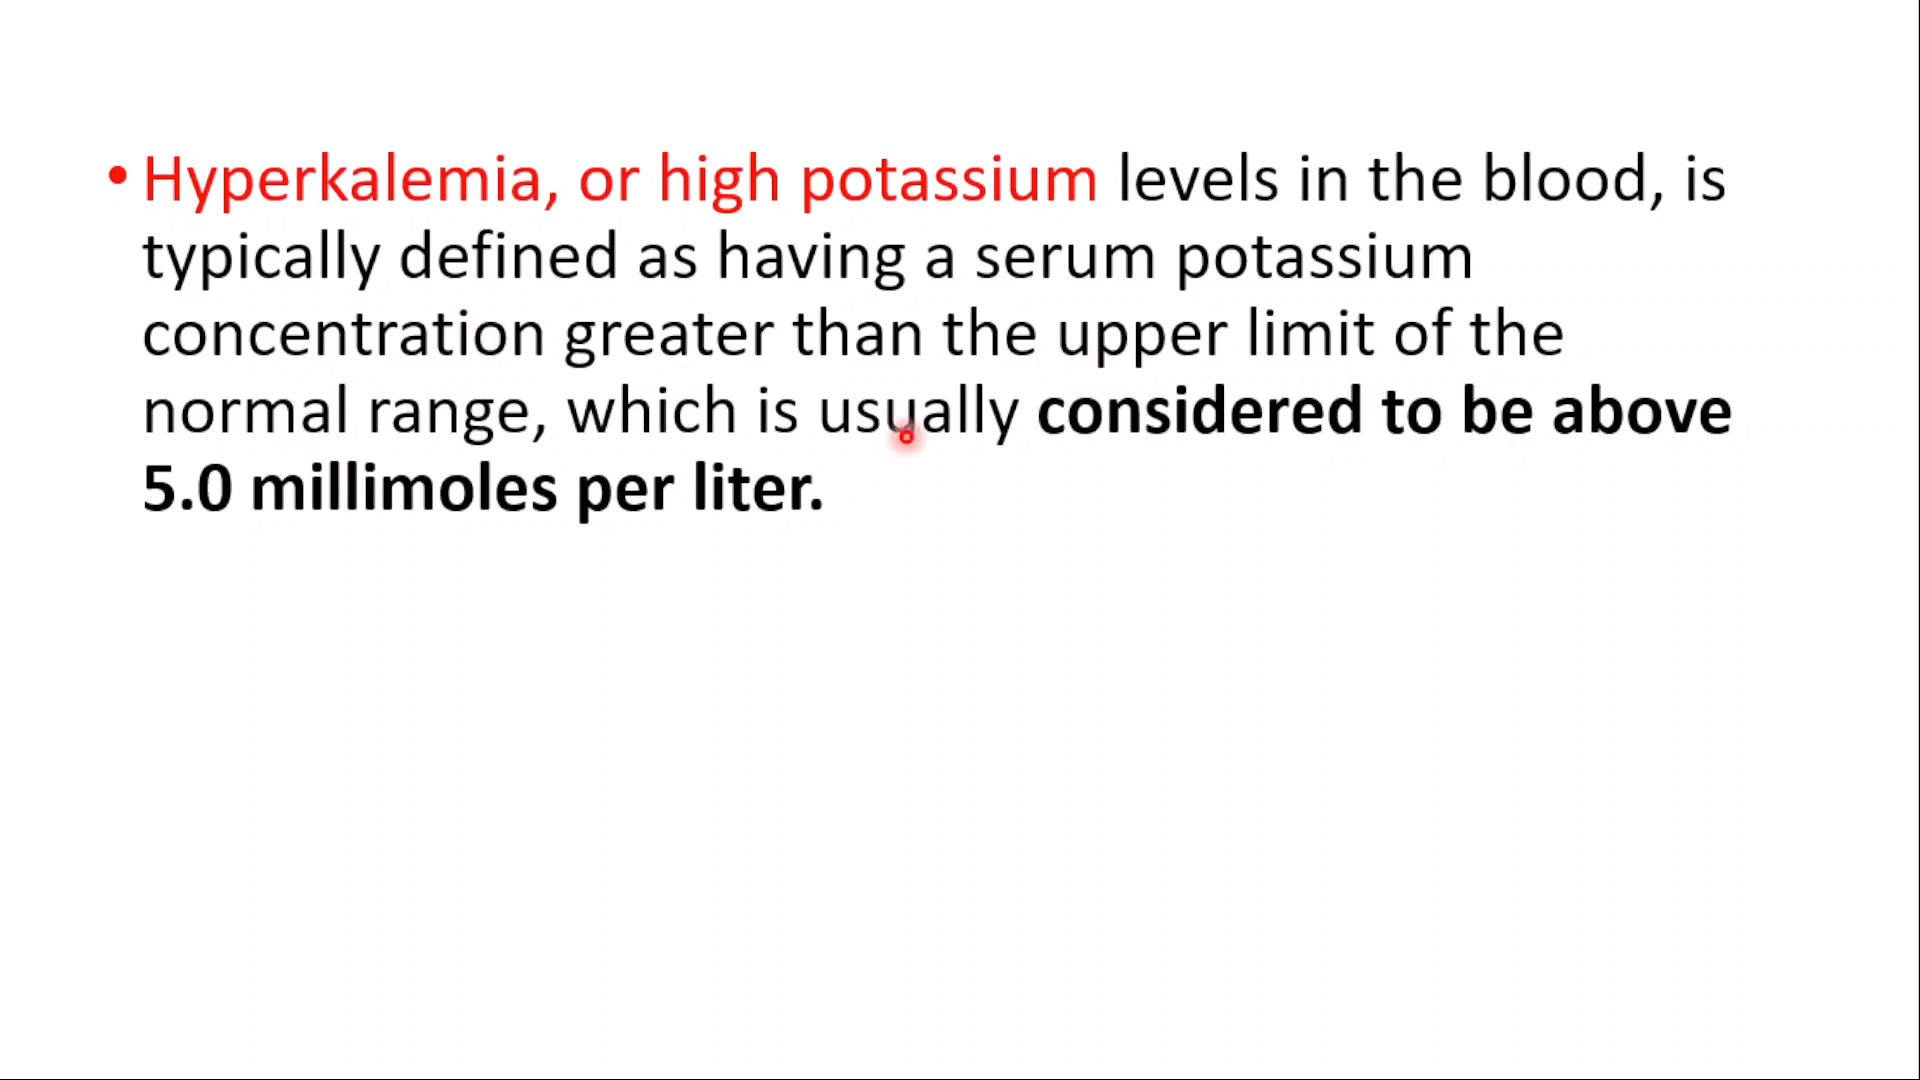 • Hyperkalemia, or high potassium levels in the blood, is
typically defined as having a serum potassium
concentration greater than the upper limit of the
normal range, which is usually considered to be above
5.0 millimoles per liter.